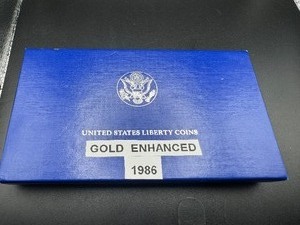 UNITED STATES LIBERTY COINS
GOLD ENHANCED
1986